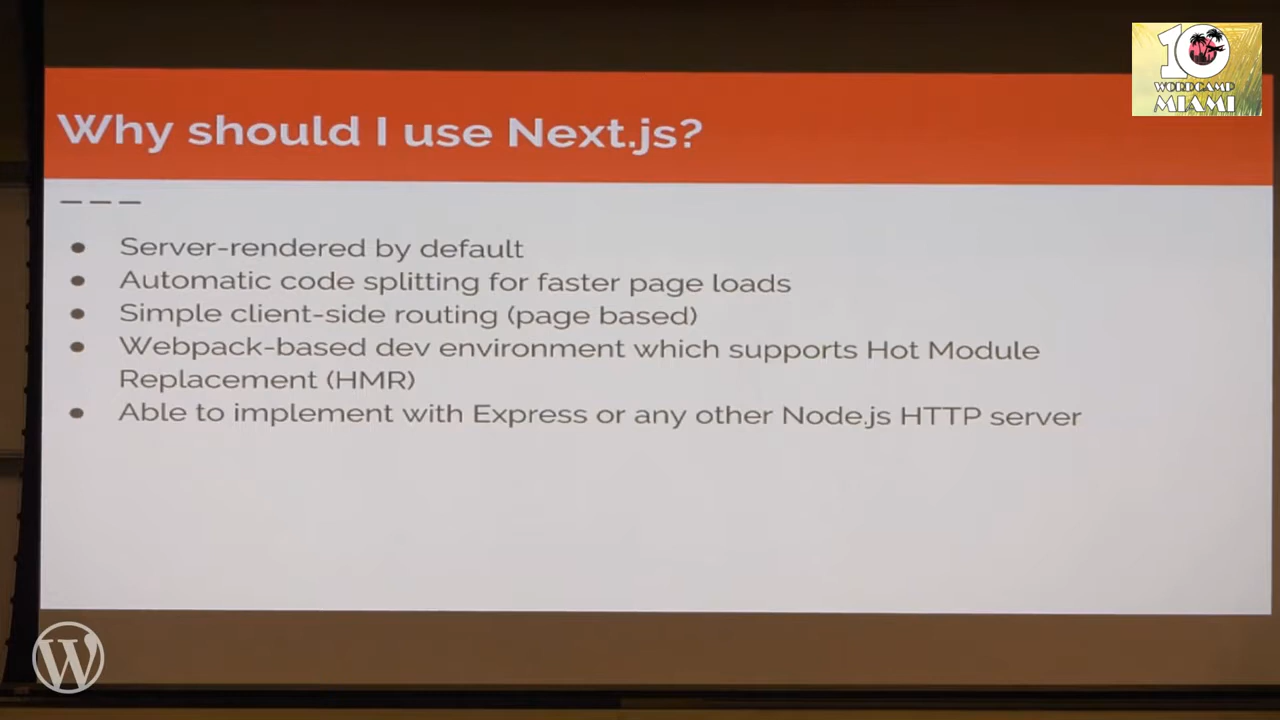 10
WORDCAMP
MIAMI
Why should I use Next.js?
● Server-rendered by default
● Automatic code splitting for faster page loads
● Simple client-side routing (page based)
● Webpack-based dev environment which supports Hot Module
Replacement (HMR)
● Able to implement with Express or any other Node.js HTTP server
W